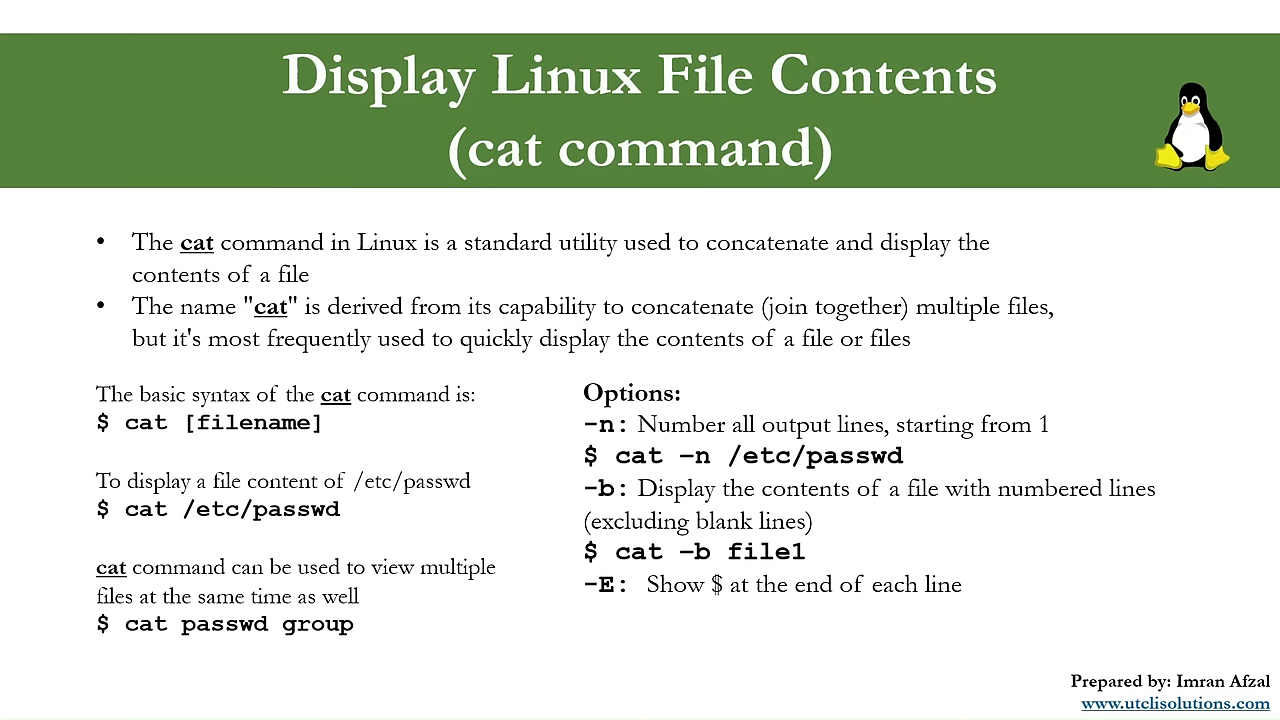 Display Linux File Contents
(cat command)
• The cat command in Linux is a standard utility used to concatenate and display the
contents of a file
• The name "cat" is derived from its capability to concatenate (join together) multiple files,
but it's most frequently used to quickly display the contents of a file or files
The basic syntax of the cat command is:
$ cat [filename]
To display a file content of /etc/passwd
$ cat /etc/passwd
cat command can be used to view multiple
files at the same time as well
$ cat passwd group
Options:
-n: Number all output lines, starting from 1
$ cat –n /etc/passwd
-b: Display the contents of a file with numbered lines
(excluding blank lines)
$ cat –b file1
-E: Show $ at the end of each line
Prepared by: Imran Afzal
www.utclisolutions.com